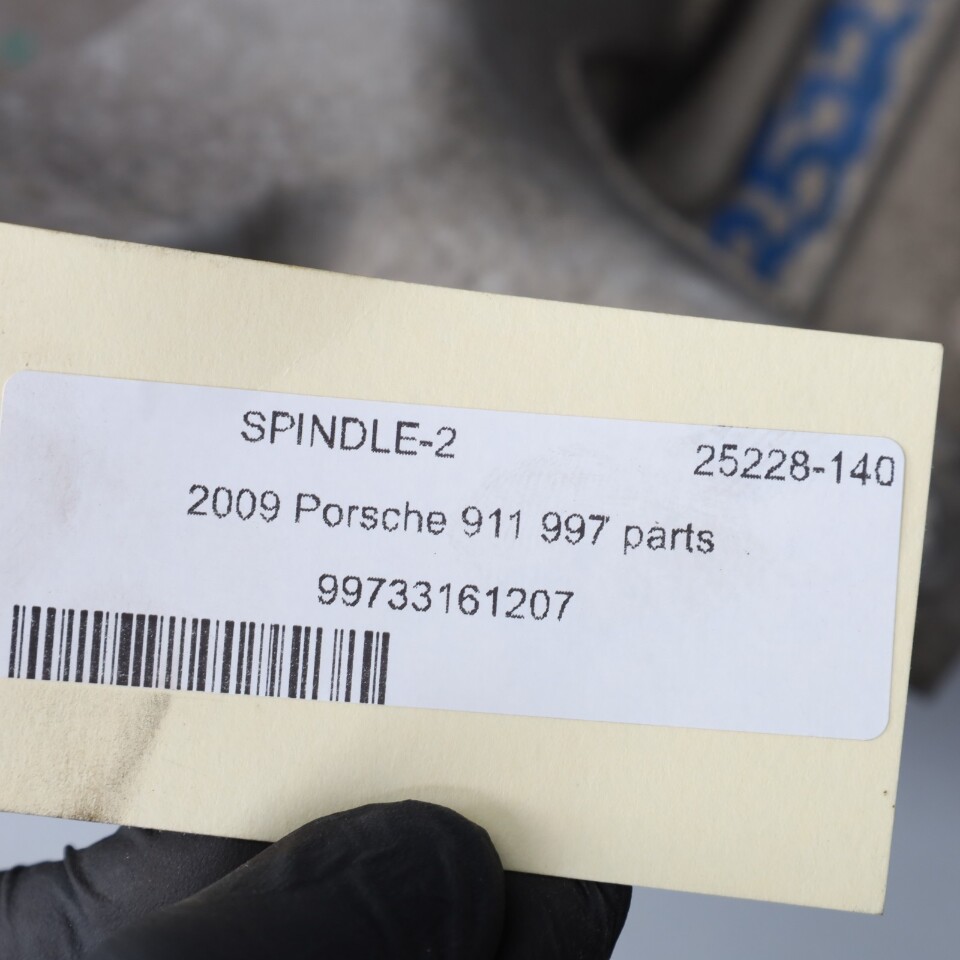 SPINDLE-2
25228-140
2009 Porsche 911 997 parts
99733161207